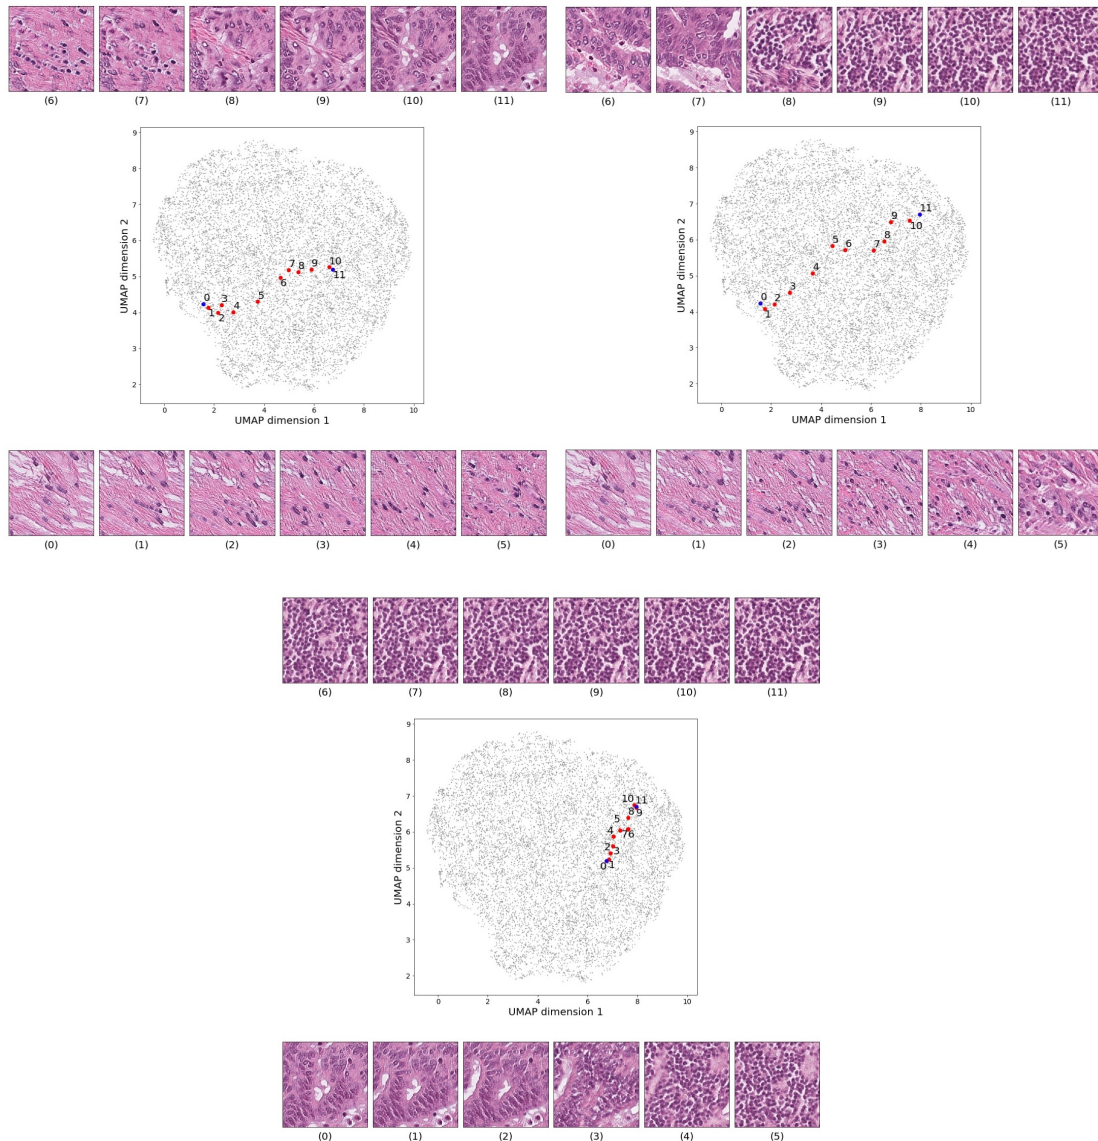 (6) (7) (8) (9) (10) (11)
(6) (7) (8) (9) (10) (11)
9
8
7
6
5
4
3
2
UMAP dimension 2
0 1 2 3 4 5 6 7 8 9 10 11
0 2 4 6 8 10
UMAP dimension 1
9
8
7
6
5
4
3
2
UMAP dimension 2
0 1 2 3 4 5 6 7 8 9 10 11
0 2 4 6 8 10
UMAP dimension 1
(0) (1) (2) (3) (4) (5)
(0) (1) (2) (3) (4) (5)
(6) (7) (8) (9) (10) (11)
9
8
7
6
5
4
3
2
UMAP dimension 2
10 11
8 9
5
4 76
2 3
0 1
0 2 4 6 8 10
UMAP dimension 1
(0) (1) (2) (3) (4) (5)